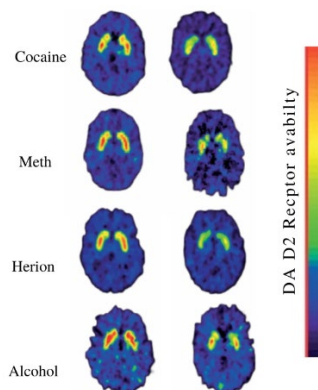 Cocaine
Meth
Herion
Alcohol
DA D2 Recptor avabilty